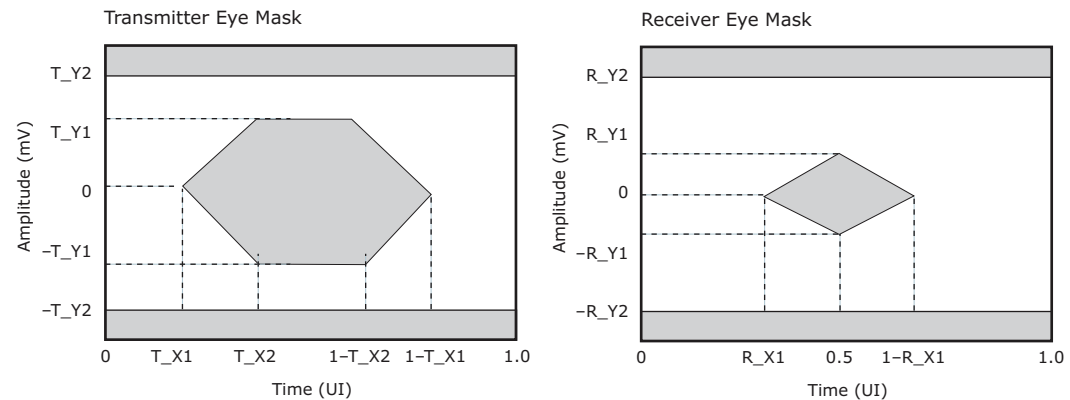 Transmitter Eye Mask
T_Y2
T_Y1
0
–T_Y1
–T_Y2
Amplitude (mV)
0 T_X1 T_X2 1–T_X2 1–T_X1 1.0
Time (UI)
Receiver Eye Mask
R_Y2
R_Y1
0
–R_Y1
–R_Y2
Amplitude (mV)
0 R_X1 0.5 1–R_X1 1.0
Time (UI)